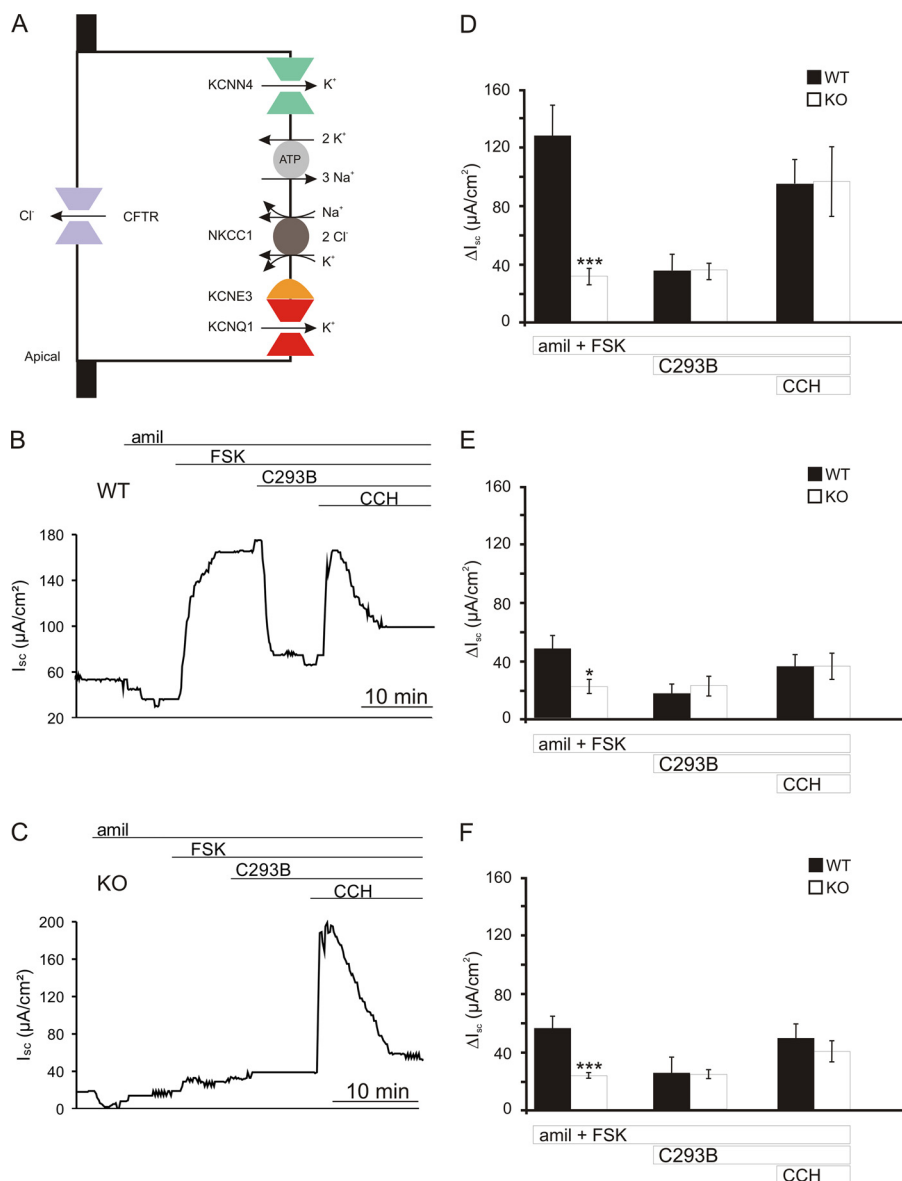 A
KCNN4
K⁺
2 K⁺
ATP
3 Na⁺
Na⁺
Cl⁻
CFTR
NKCC1
2 Cl⁻
K⁺
KCNE3
KCNQ1
K⁺
Apical
B
amil
FSK
C293B
WT
CCH
Isc (µA/cm²)
180
140
100
60
20
10 min
C
amil
FSK
C293B
KO
CCH
Isc (µA/cm²)
200
160
120
80
40
0
10 min
D
WT
KO
ΔIsc (µA/cm²)
160
120
80
40
0
***
amil + FSK
C293B
CCH
E
WT
KO
ΔIsc (µA/cm²)
160
120
80
40
0
*
amil + FSK
C293B
CCH
F
WT
KO
ΔIsc (µA/cm²)
160
120
80
40
0
***
amil + FSK
C293B
CCH